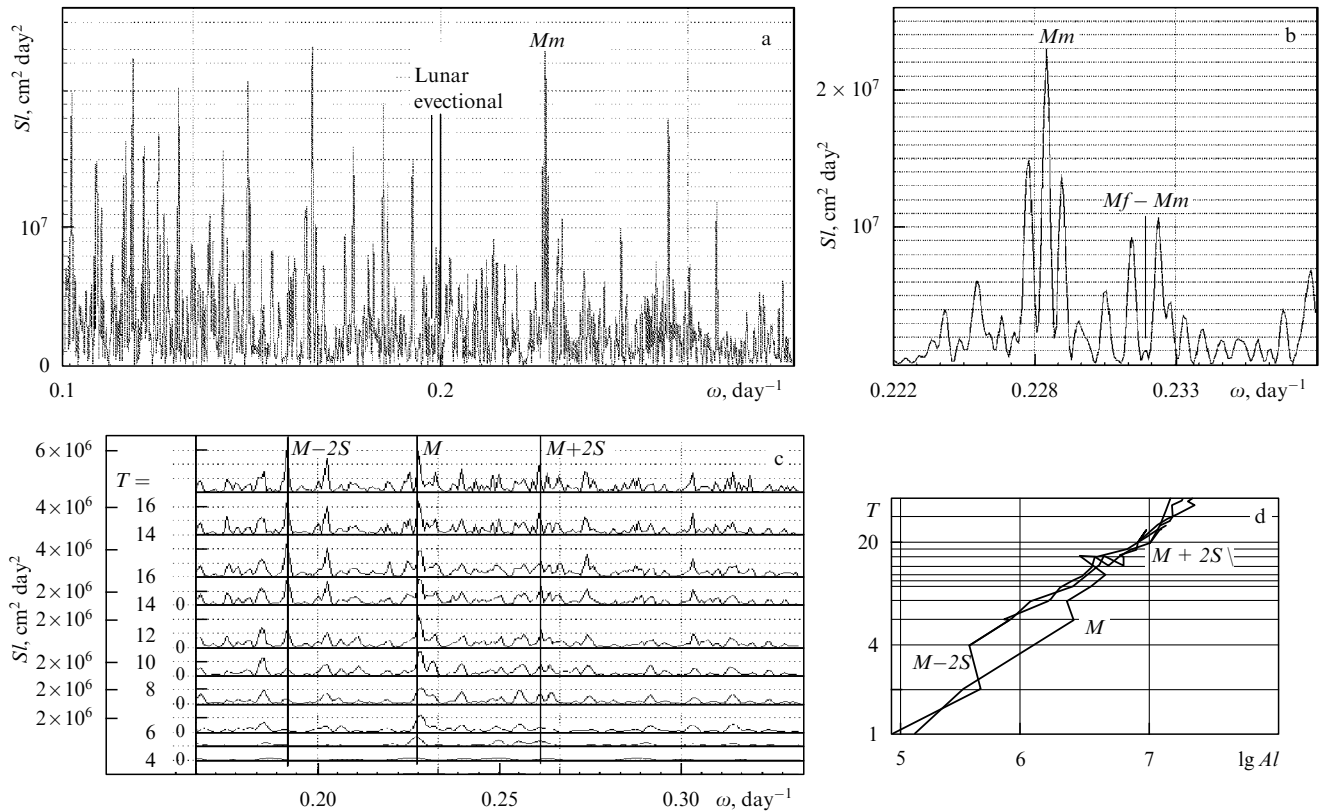 a
Mm
Sl, cm² day²
Lunar
evectional
10⁷
0
0.1
0.2
ω, day⁻¹
b
Mm
2 × 10⁷
Sl, cm² day²
Mf – Mm
10⁷
0.222
0.228
0.233
ω, day⁻¹
c
6 × 10⁶
M–2S
M
M+2S
T =
4 × 10⁶
16
14
4 × 10⁶
16
Sl, cm² day²
2 × 10⁶
14
0
2 × 10⁶
12
0
2 × 10⁶
10
0
2 × 10⁶
8
0
2 × 10⁶
6
0
4
0
0.20
0.25
0.30
ω, day⁻¹
T
d
20
M + 2S \
M
4
M–2S
1
5
6
7
lg Al